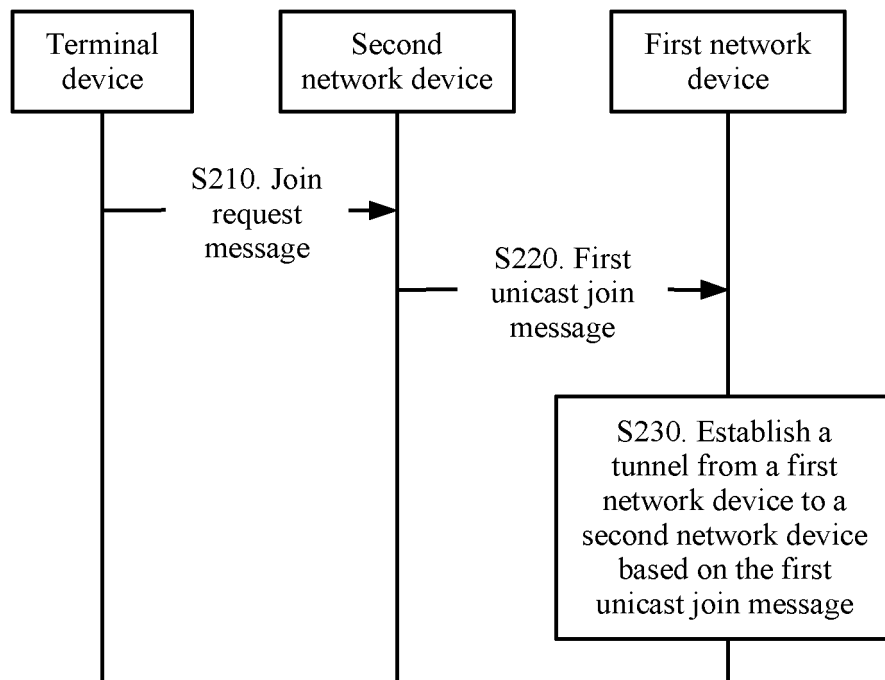 Terminal
device
Second
network device
First network
device
S210. Join
request
message
S220. First
unicast join
message
S230. Establish a
tunnel from a first
network device to a
second network device
based on the first
unicast join message